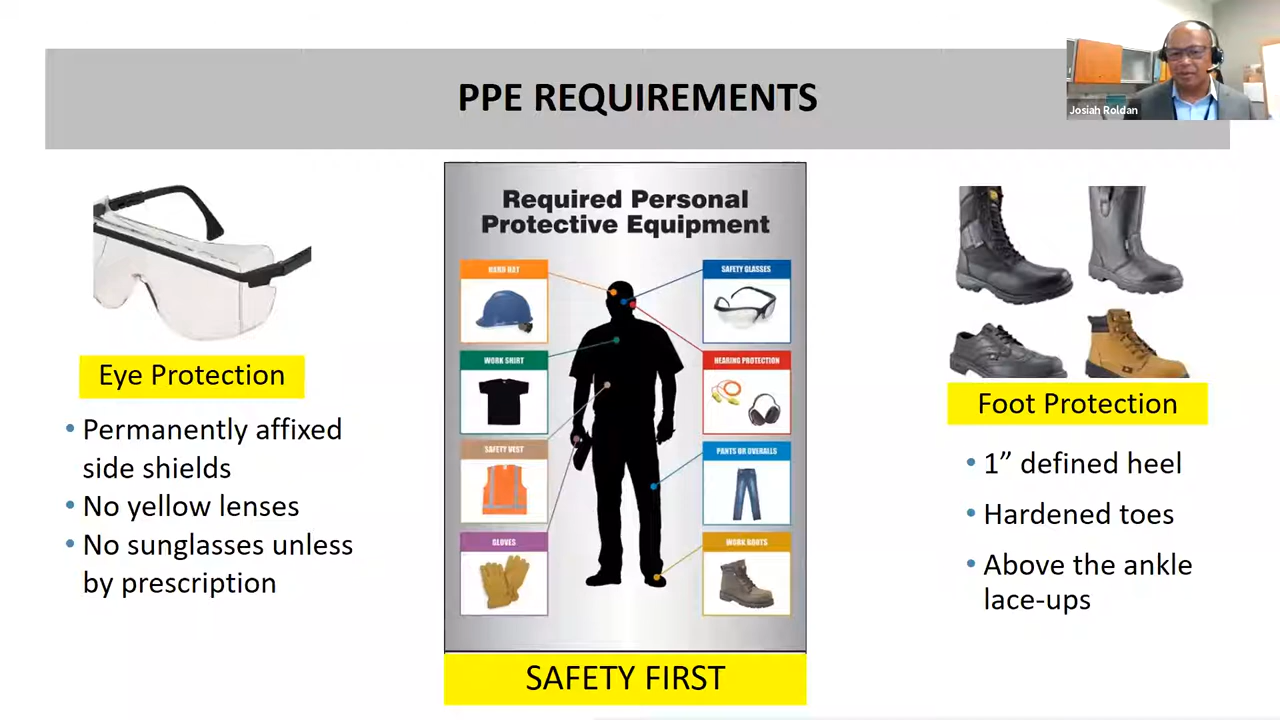 PPE REQUIREMENTS
Josiah Roldan
Eye Protection
• Permanently affixed
side shields
• No yellow lenses
• No sunglasses unless
by prescription
Required Personal
Protective Equipment
HARD HAT
SAFETY GLASSES
WORK SHIRT
HEARING PROTECTION
SAFETY VEST
PANTS OR OVERALLS
GLOVES
WORK BOOTS
SAFETY FIRST
Foot Protection
• 1” defined heel
• Hardened toes
• Above the ankle
lace-ups